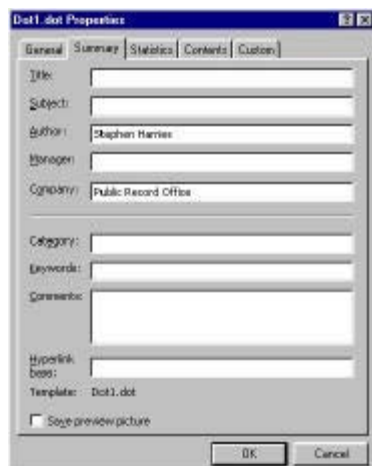 Dot1.dot Properties
General Summary Statistics Contents Custom
Title:
Subject:
Author: Stephen Harries
Manager:
Company: Public Record Office
Category:
Keywords:
Comments:
Hyperlink
base:
Template: Dot1.dot
Save preview picture
OK Cancel